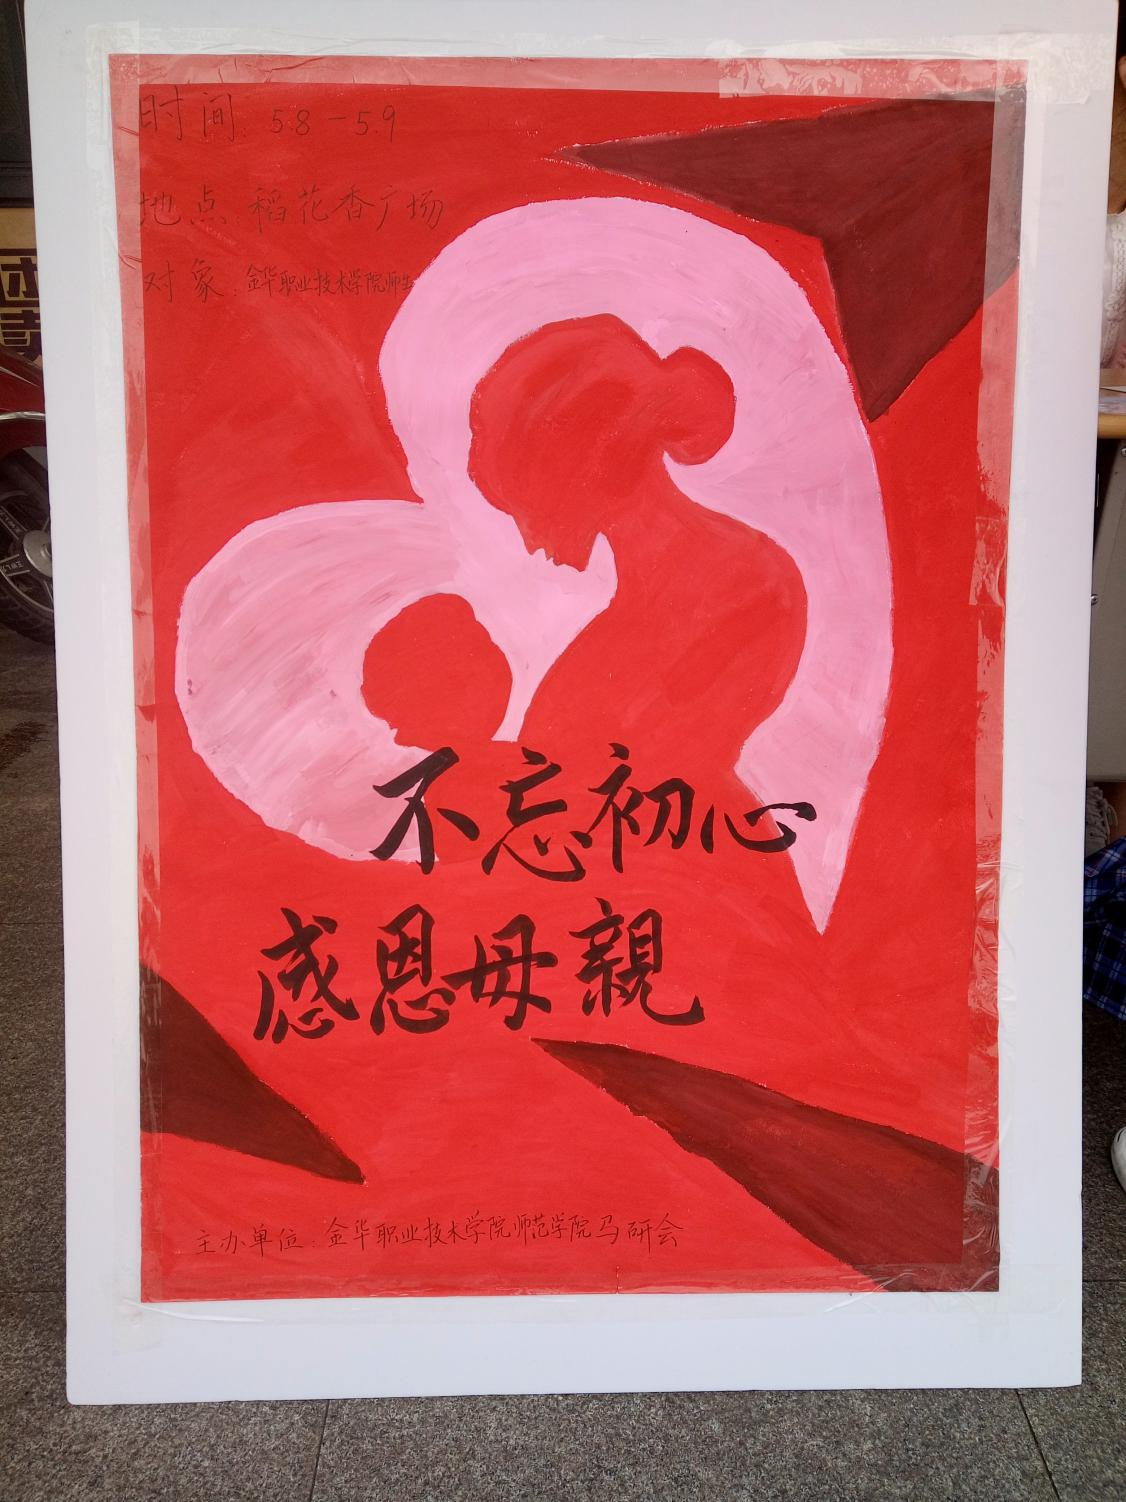 时间：5.8－5.9
地点：稻花香广场
对象：金华职业技术学院师生
不忘初心
感恩母親
主办单位：金华职业技术学院师范学院马研会